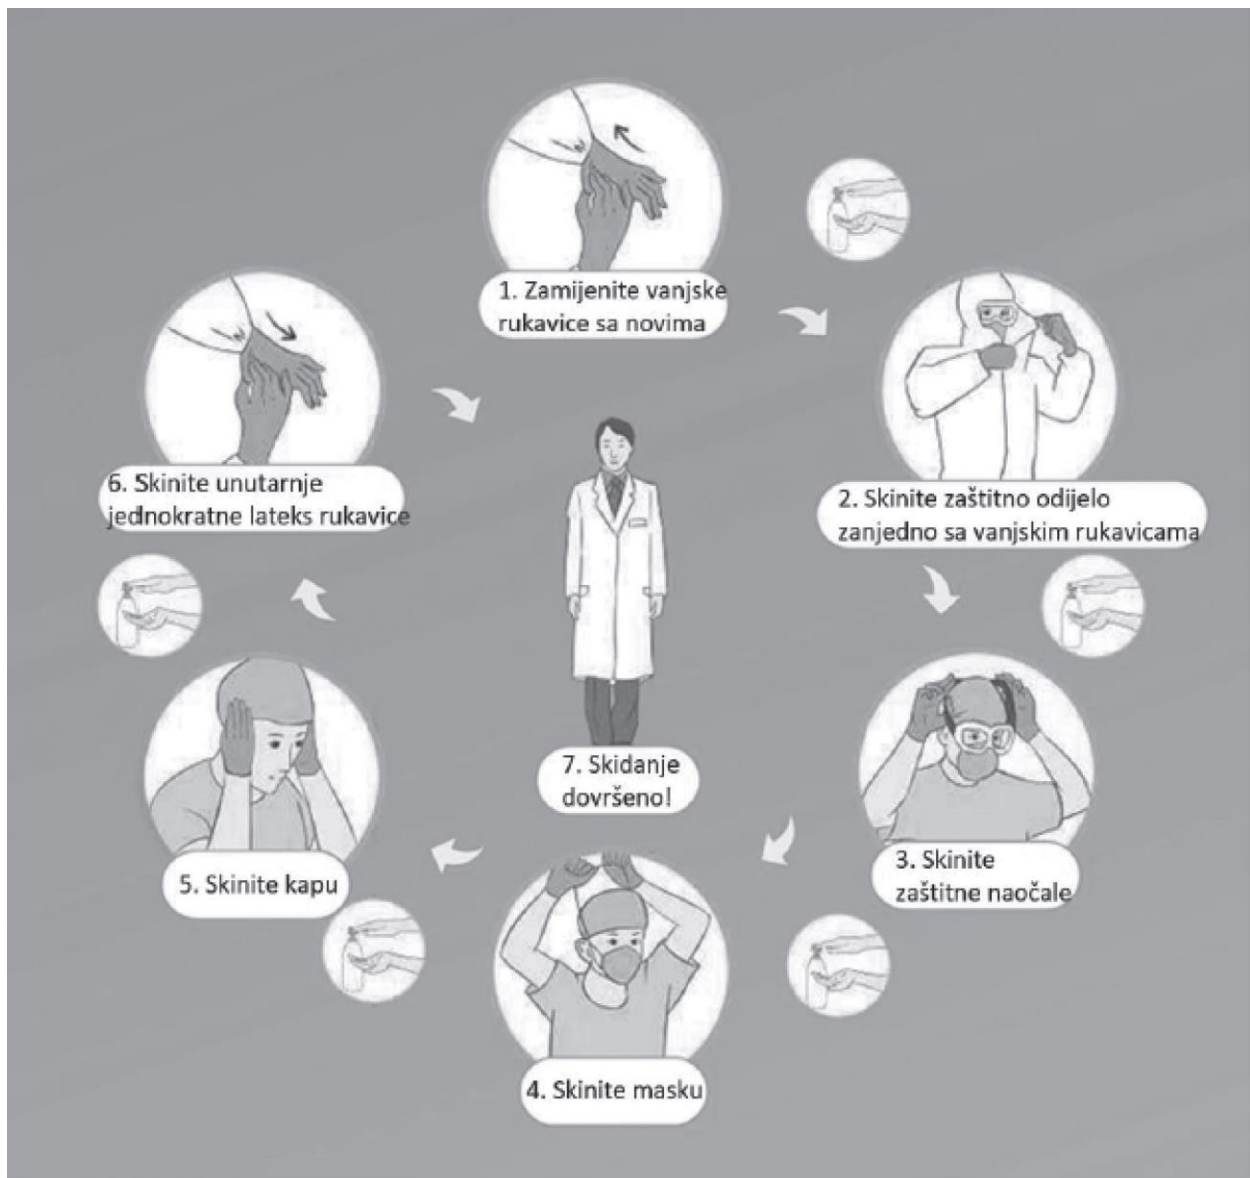 1. Zamijenite vanjske
rukavice sa novima
2. Skinite zaštitno odijelo
zanjedno sa vanjskim rukavicama
3. Skinite
zaštitne naočale
4. Skinite masku
5. Skinite kapu
6. Skinite unutarnje
jednokratne lateks rukavice
7. Skidanje
dovršeno!